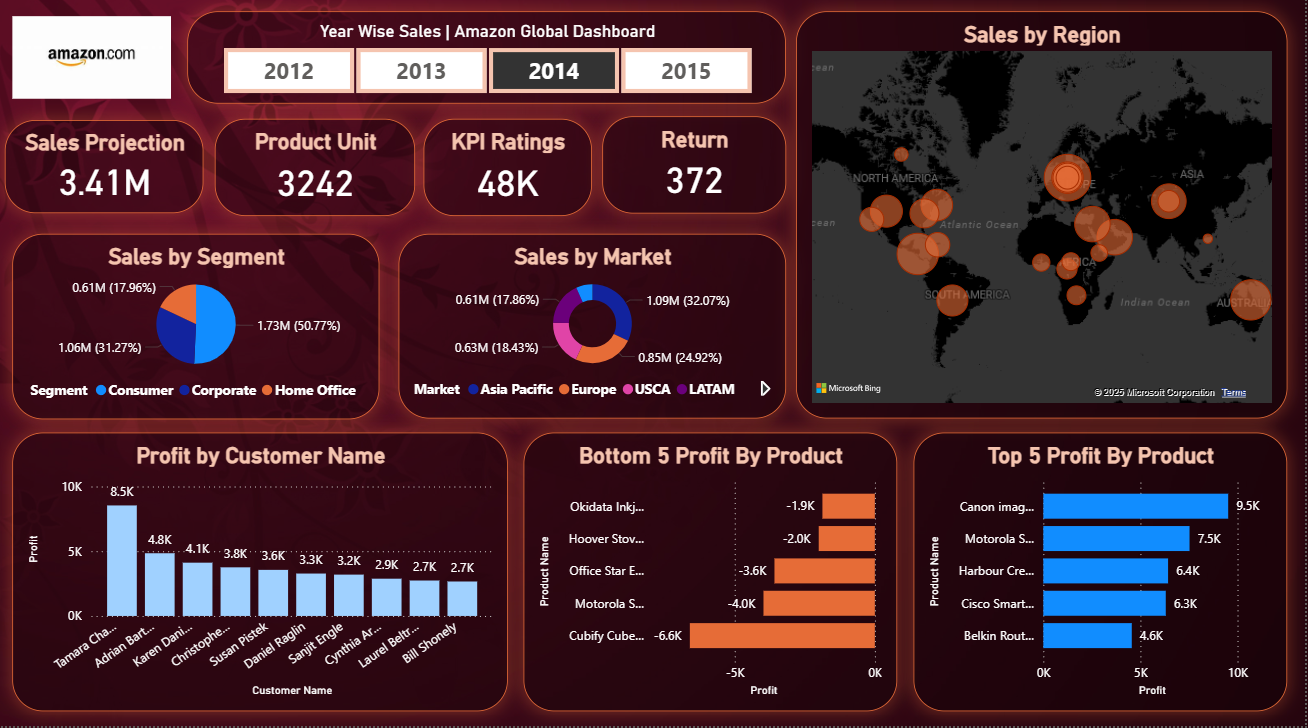 amazon.com
Year Wise Sales | Amazon Global Dashboard
2012
2013
2014
2015
Sales Projection
3.41M
Product Unit
3242
KPI Ratings
48K
Return
372
Sales by Region
ean
NORTH AMERICA
PE
ASIA
ean
Atlantic Ocean
AFRICA
SOUTH AMERICA
Indian Ocean
AUSTRALIA
Microsoft Bing
© 2025 Microsoft Corporation Terms
Sales by Segment
0.61M (17.96%)
1.73M (50.77%)
1.06M (31.27%)
Segment Consumer Corporate Home Office
Sales by Market
0.61M (17.86%)
1.09M (32.07%)
0.63M (18.43%)
0.85M (24.92%)
Market Asia Pacific Europe USCA LATAM
Profit by Customer Name
Profit
10K
5K
0K
8.5K
4.8K
4.1K
3.8K
3.6K
3.3K
3.2K
2.9K
2.7K
2.7K
Tamara Cha...
Adrian Bart...
Karen Dani...
Christophe...
Susan Pistek
Daniel Raglin
Sanjit Engle
Cynthia Ar...
Laurel Beltr...
Bill Shonely
Customer Name
Bottom 5 Profit By Product
Product Name
Okidata Inkj... -1.9K
Hoover Stov... -2.0K
Office Star E... -3.6K
Motorola S... -4.0K
Cubify Cube... -6.6K
-5K 0K
Profit
Top 5 Profit By Product
Product Name
Canon imag... 9.5K
Motorola S... 7.5K
Harbour Cre... 6.4K
Cisco Smart... 6.3K
Belkin Rout... 4.6K
0K 5K 10K
Profit